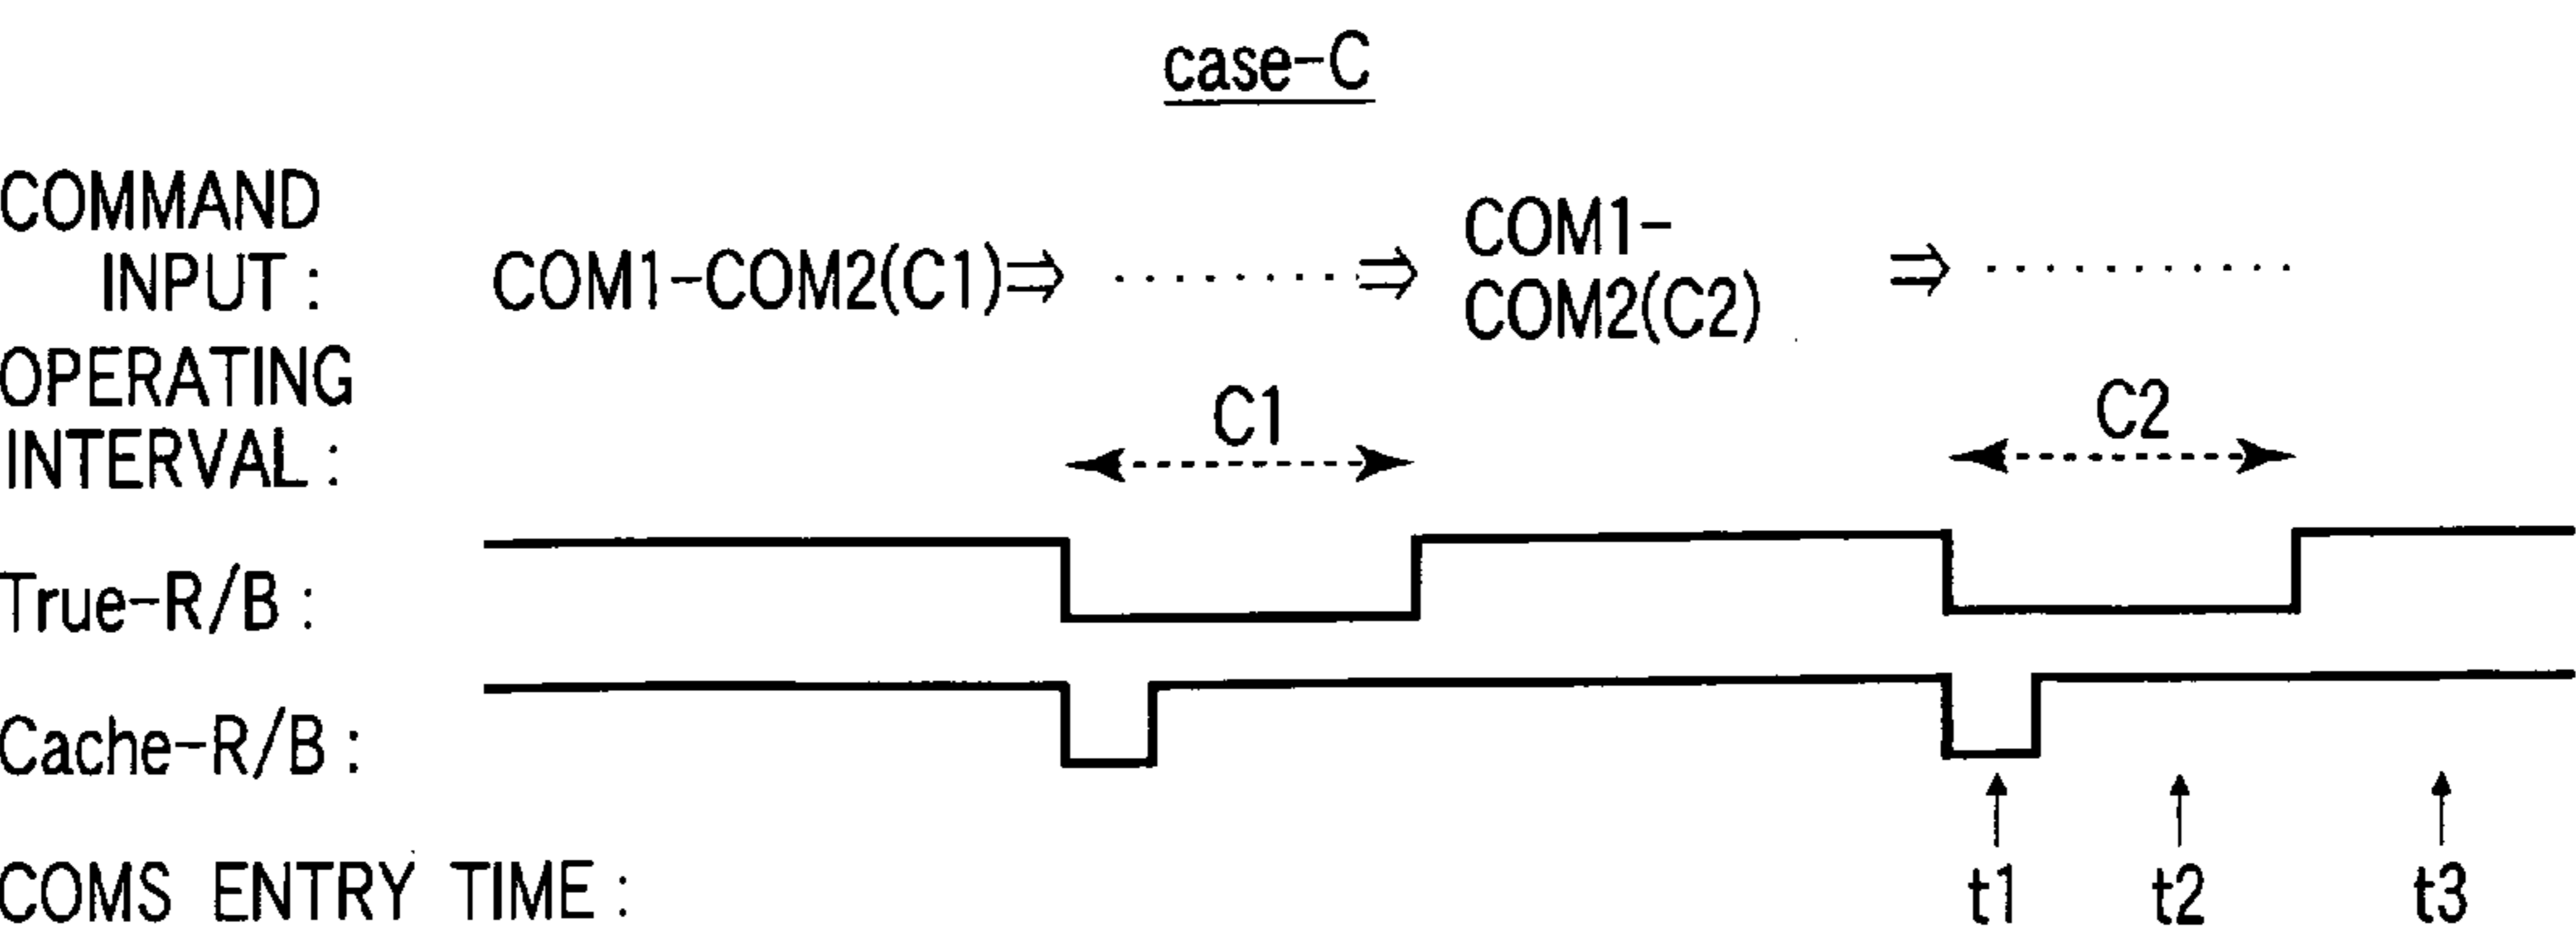 case-C
COMMAND
INPUT :
COM1-COM2(C1)⇒ ........ ⇒ COM1-
COM2(C2) ⇒ ...........
OPERATING
INTERVAL :
C1
C2
True-R/B :
Cache-R/B :
COMS ENTRY TIME :
t1 t2 t3